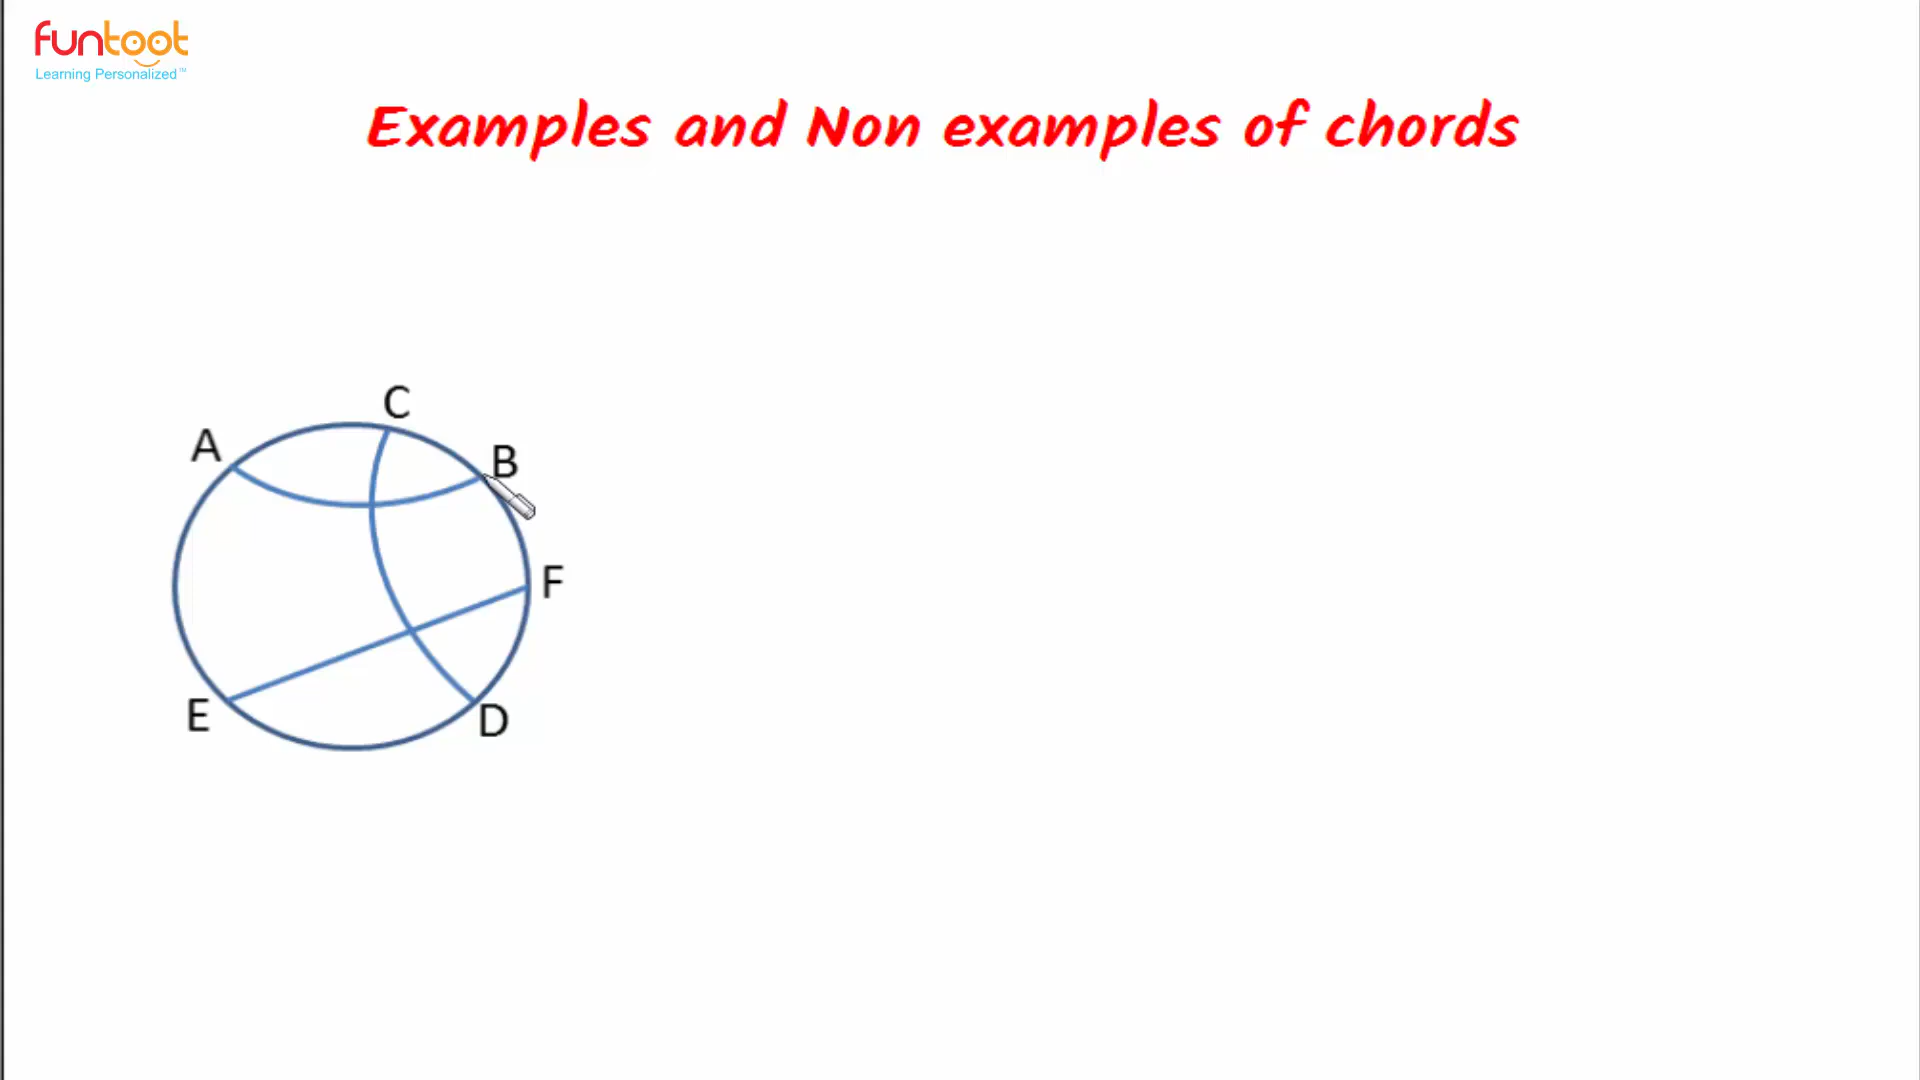 funtoot
Learning Personalized™
Examples and Non examples of chords
C
A
B
F
E
D